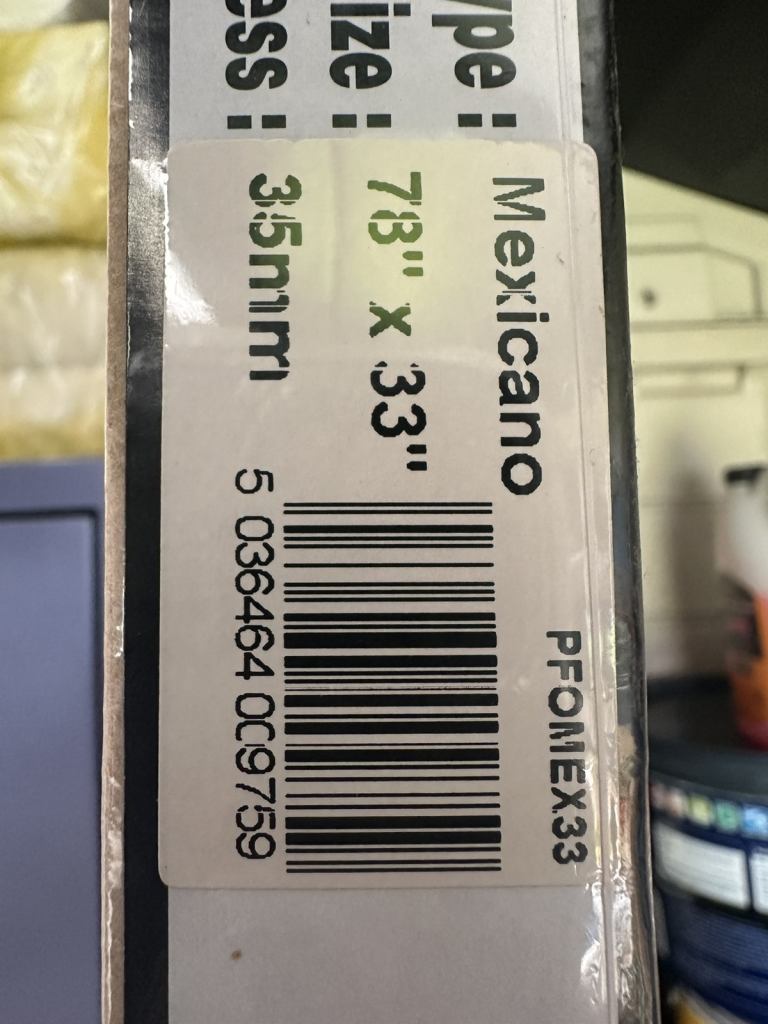 PFOMEX33
ype : Mexicano
ize : 78" x 33"
ess : 35mm
5 036464 009759